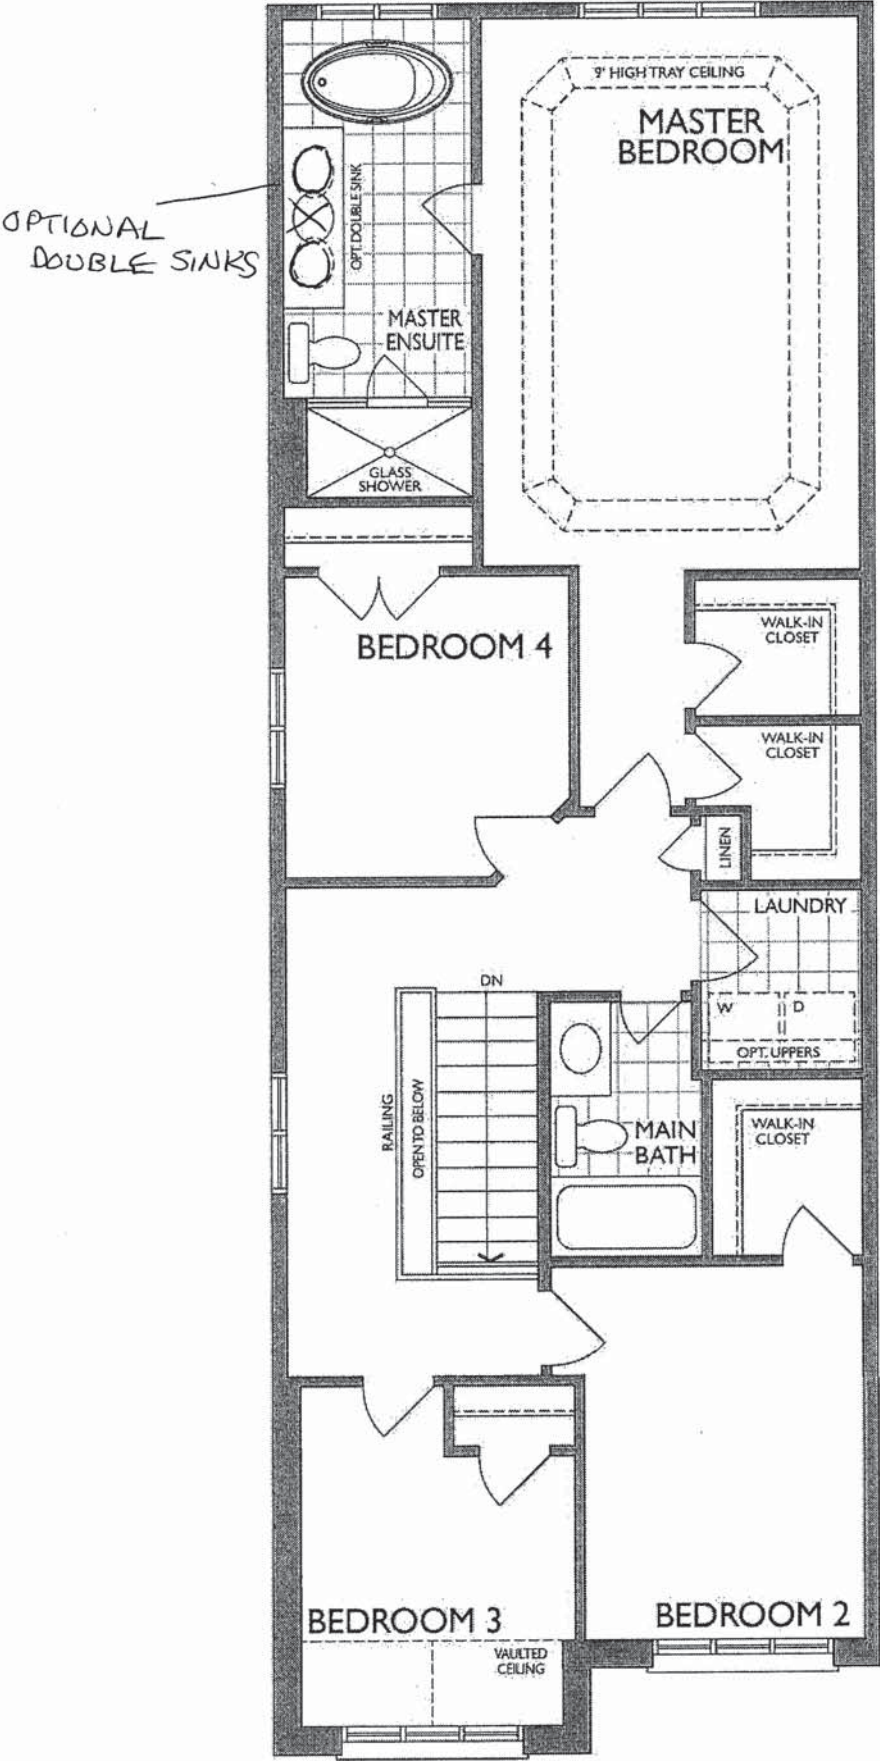 9' HIGH TRAY CEILING
MASTER
BEDROOM
OPT. DOUBLE SINK
OPTIONAL
DOUBLE SINKS
MASTER
ENSUITE
GLASS
SHOWER
BEDROOM 4
WALK-IN
CLOSET
WALK-IN
CLOSET
LINEN
LAUNDRY
DN
W
D
OPT. UPPERS
RAILING
OPEN TO BELOW
MAIN
BATH
WALK-IN
CLOSET
BEDROOM 3
BEDROOM 2
VAULTED
CEILING